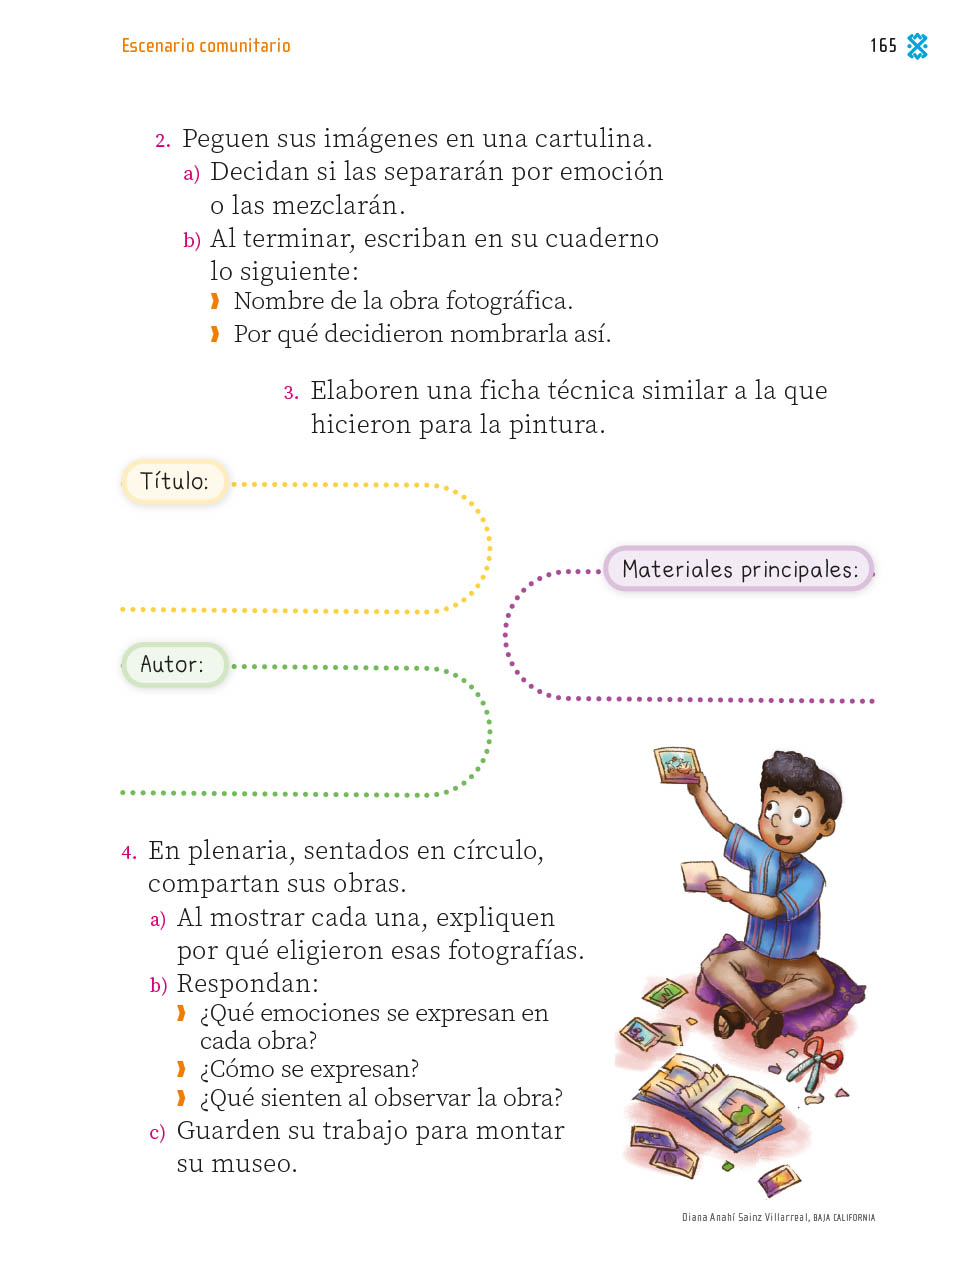 Escenario comunitario
165
2. Peguen sus imágenes en una cartulina.
a) Decidan si las separarán por emoción
o las mezclarán.
b) Al terminar, escriban en su cuaderno
lo siguiente:
Nombre de la obra fotográfica.
Por qué decidieron nombrarla así.
3. Elaboren una ficha técnica similar a la que
hicieron para la pintura.
Título:
Materiales principales:
Autor:
4. En plenaria, sentados en círculo,
compartan sus obras.
a) Al mostrar cada una, expliquen
por qué eligieron esas fotografías.
b) Respondan:
¿Qué emociones se expresan en
cada obra?
¿Cómo se expresan?
¿Qué sienten al observar la obra?
c) Guarden su trabajo para montar
su museo.
Diana Anahí Sainz Villarreal, BAJA CALIFORNIA